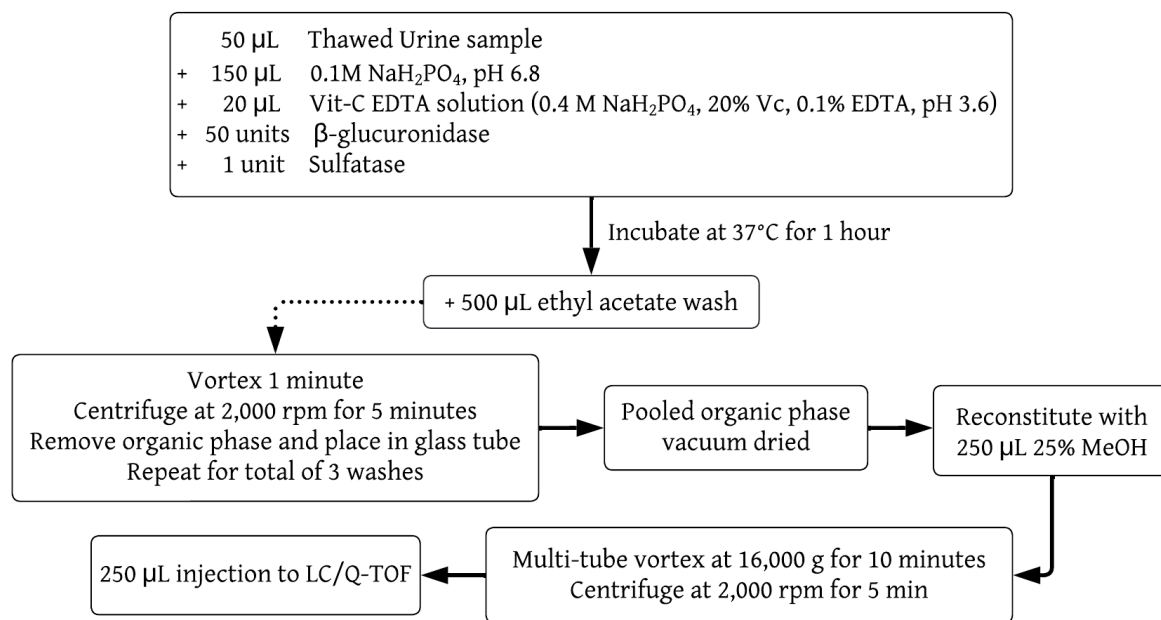 50 μL Thawed Urine sample
+ 150 μL 0.1M NaH₂PO₄, pH 6.8
+ 20 μL Vit-C EDTA solution (0.4 M NaH₂PO₄, 20% Vc, 0.1% EDTA, pH 3.6)
+ 50 units β-glucuronidase
+ 1 unit Sulfatase
Incubate at 37°C for 1 hour
+ 500 μL ethyl acetate wash
Vortex 1 minute
Centrifuge at 2,000 rpm for 5 minutes
Remove organic phase and place in glass tube
Repeat for total of 3 washes
Pooled organic phase
vacuum dried
Reconstitute with
250 μL 25% MeOH
Multi-tube vortex at 16,000 g for 10 minutes
Centrifuge at 2,000 rpm for 5 min
250 μL injection to LC/Q-TOF